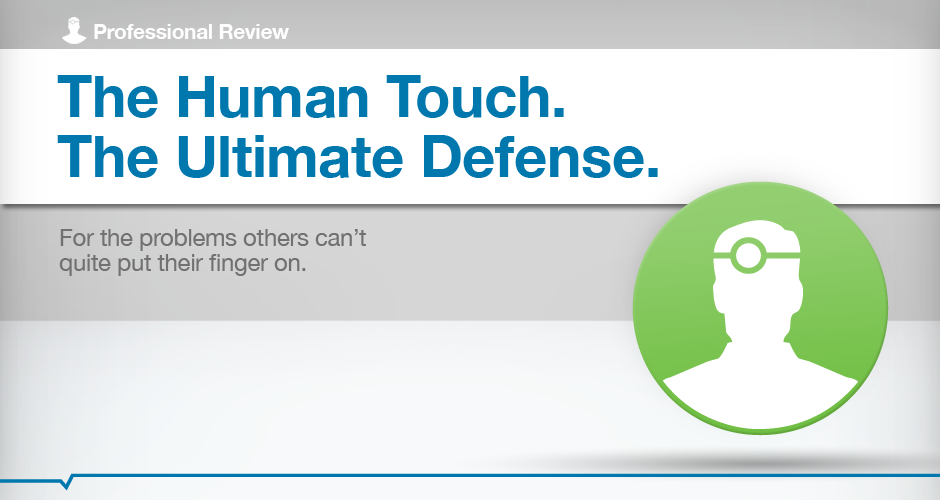 Professional Review
The Human Touch.
The Ultimate Defense.
For the problems others can’t
quite put their finger on.